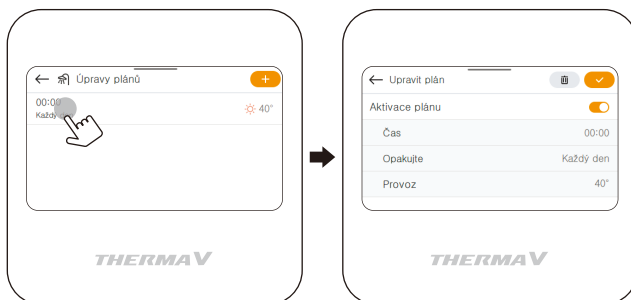 Úpravy plánů
00:00
Každý
40°
THERMA V
Upravit plán
Aktivace plánu
Čas 00:00
Opakujte Každý den
Provoz 40°
THERMA V